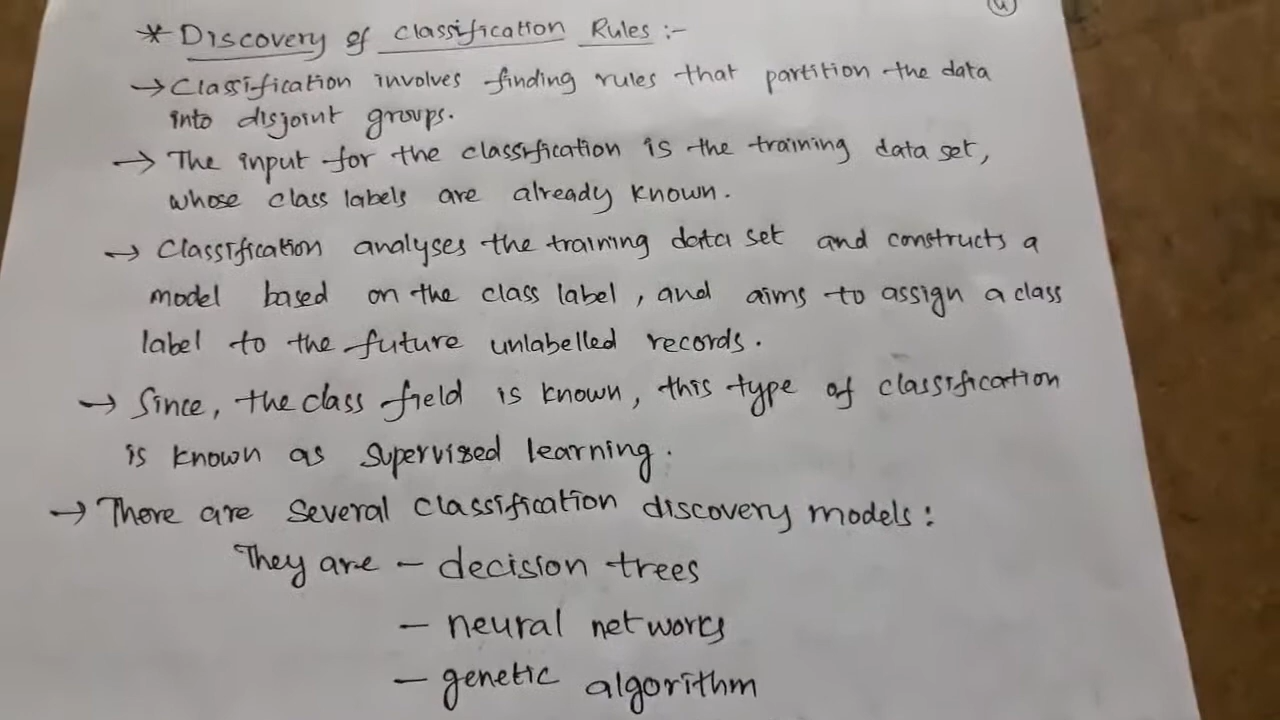 * Discovery of classification Rules :-
→ Classification involves finding rules that partition the data
into disjoint groups.
→ The input for the classification is the training data set,
whose class labels are already known.
→ Classification analyses the training data set and constructs a
model based on the class label, and aims to assign a class
label to the future unlabelled records.
→ Since, the class field is known, this type of classification
is known as Supervised learning.
→ There are several classification discovery models:
They are - decision trees
- neural networks
- genetic algorithm